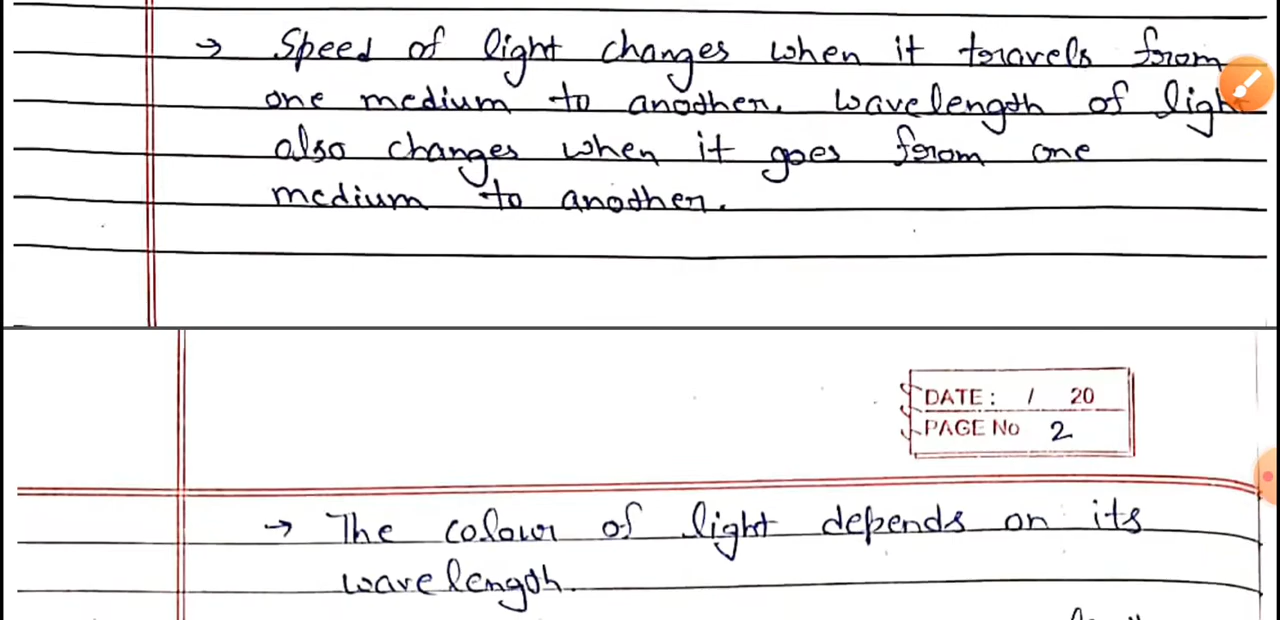 → Speed of light changes when it travels from
one medium to another. wavelength of light
also changes when it goes from one
medium to another.
DATE: / 20
PAGE No 2
→ The colour of light depends on its
wavelength.